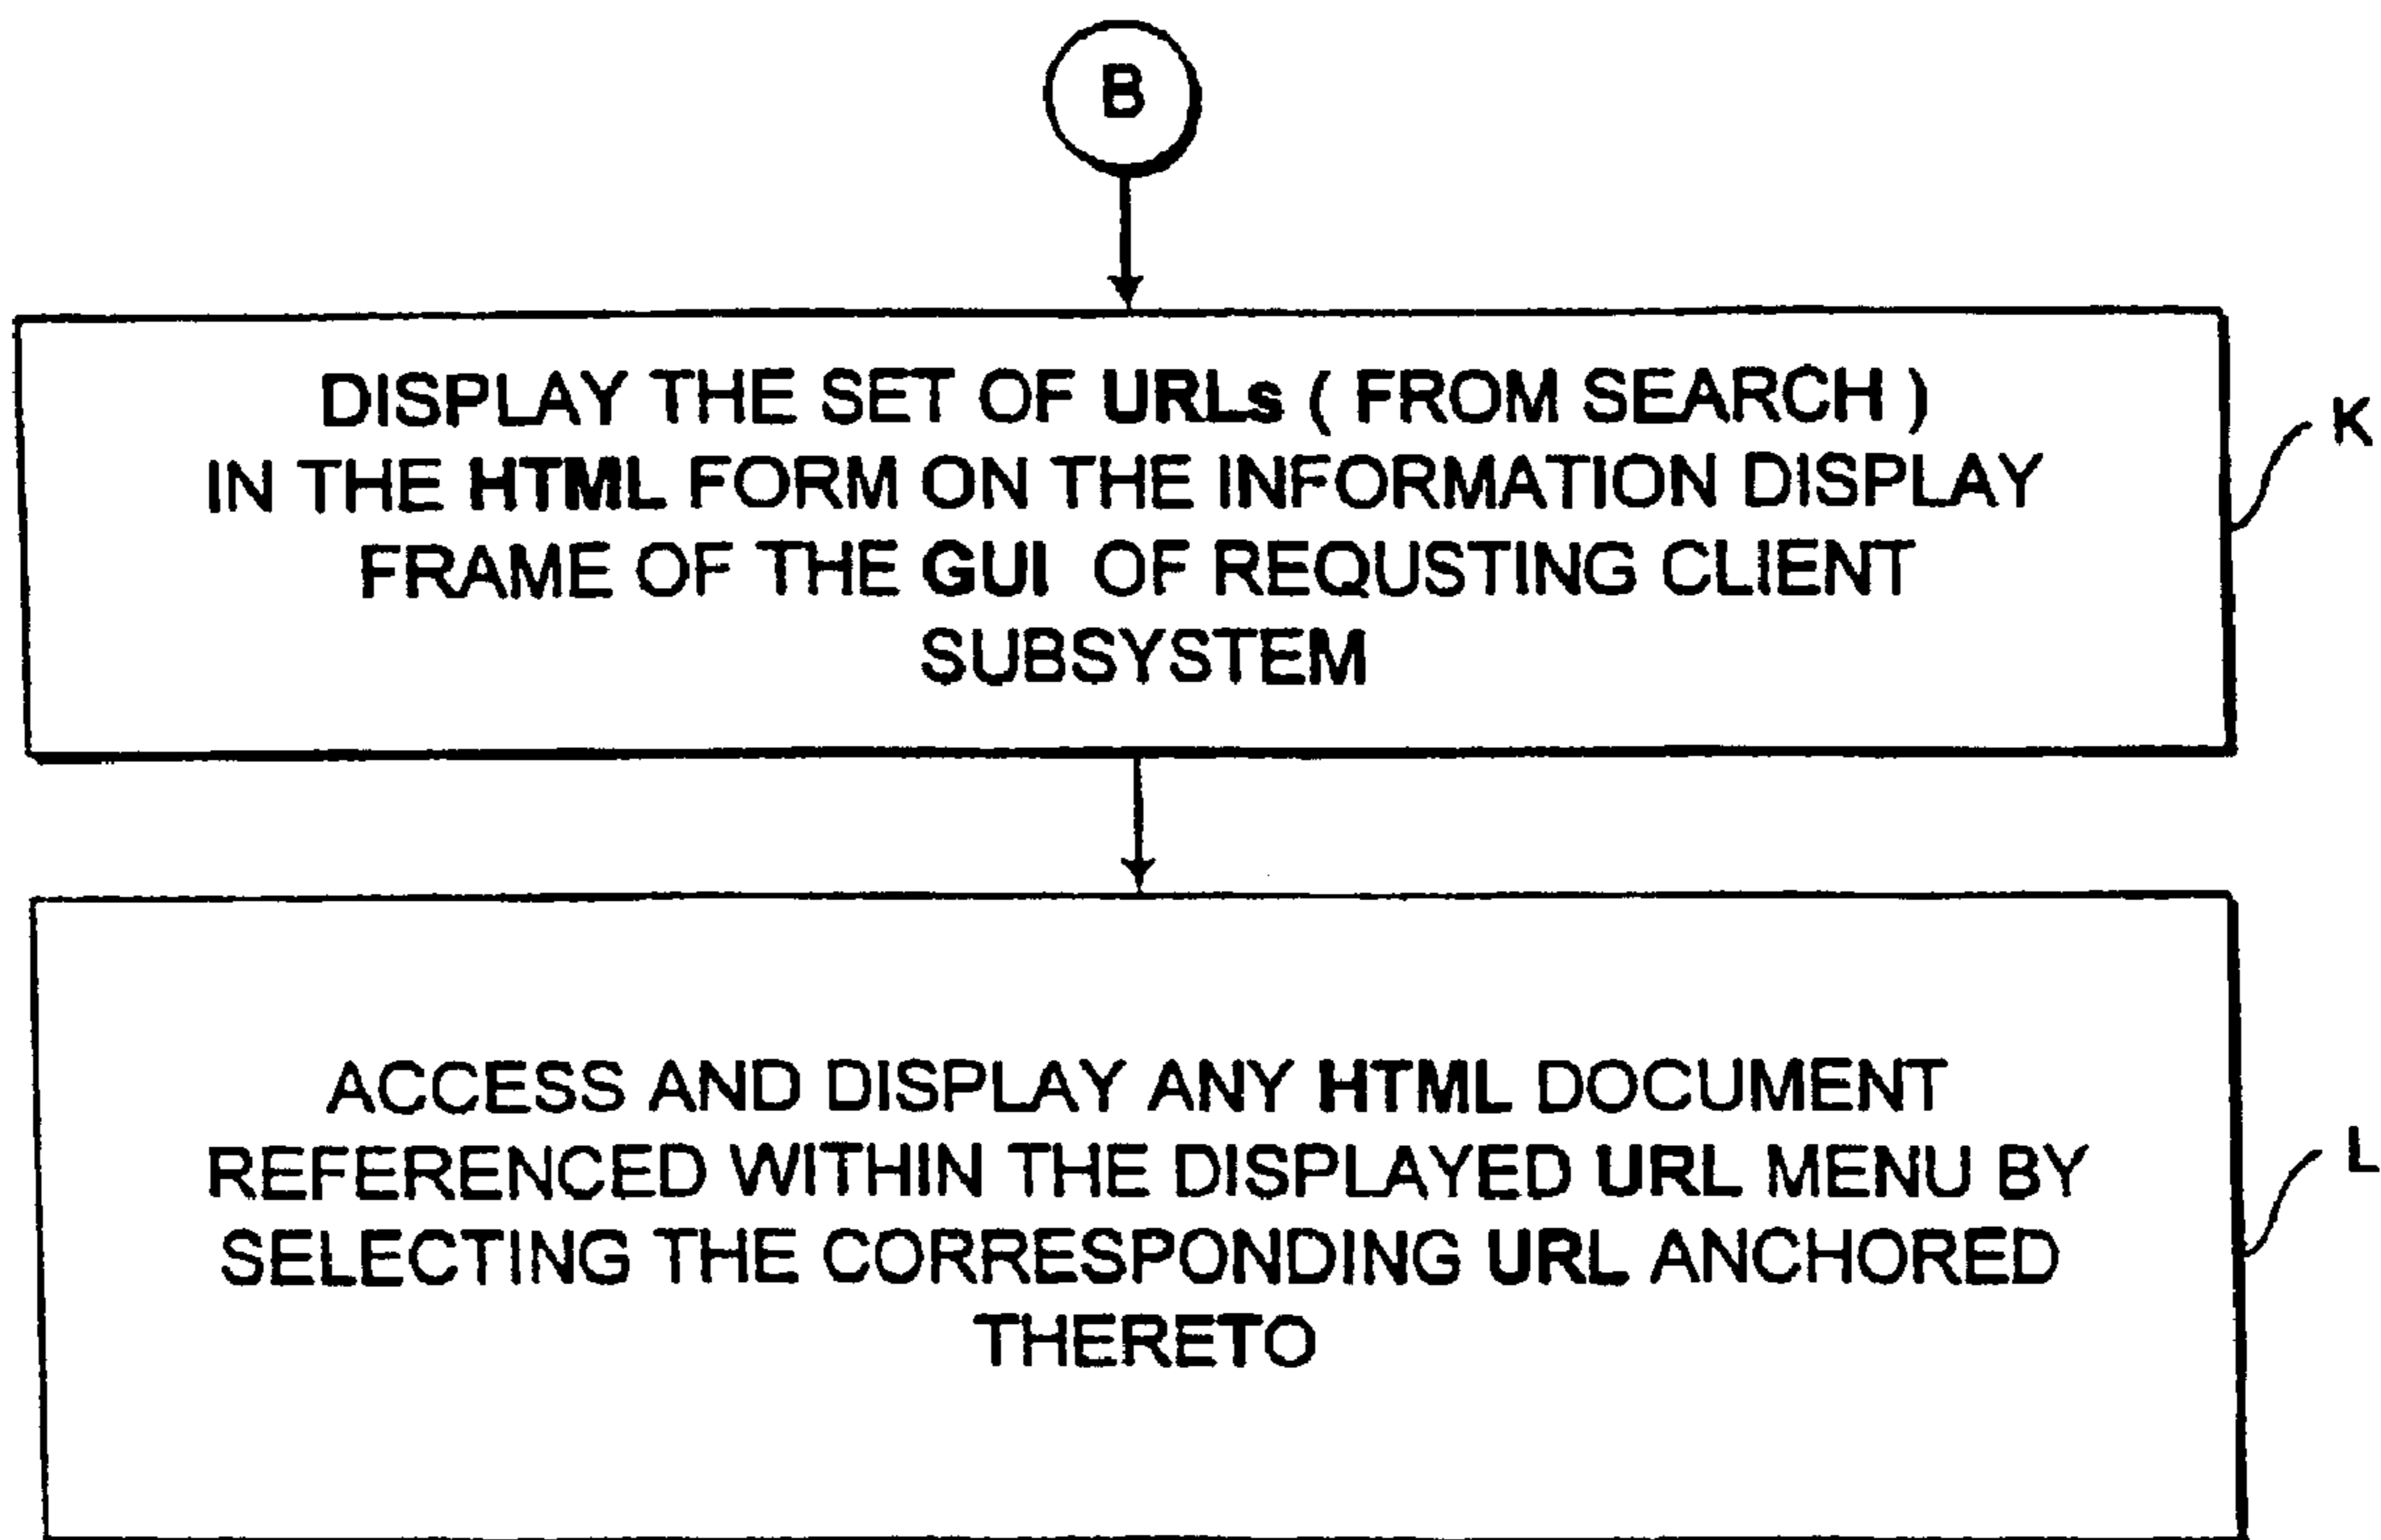 B
DISPLAY THE SET OF URLs ( FROM SEARCH )
IN THE HTML FORM ON THE INFORMATION DISPLAY
FRAME OF THE GUI OF REQUSTING CLIENT
SUBSYSTEM
K
ACCESS AND DISPLAY ANY HTML DOCUMENT
REFERENCED WITHIN THE DISPLAYED URL MENU BY
SELECTING THE CORRESPONDING URL ANCHORED
THERETO
L